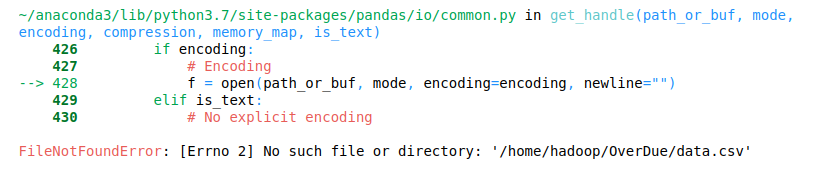 ~/anaconda3/lib/python3.7/site-packages/pandas/io/common.py in get_handle(path_or_buf, mode,
encoding, compression, memory_map, is_text)
    426         if encoding:
    427             # Encoding
--> 428             f = open(path_or_buf, mode, encoding=encoding, newline="")
    429         elif is_text:
    430             # No explicit encoding
FileNotFoundError: [Errno 2] No such file or directory: '/home/hadoop/OverDue/data.csv'